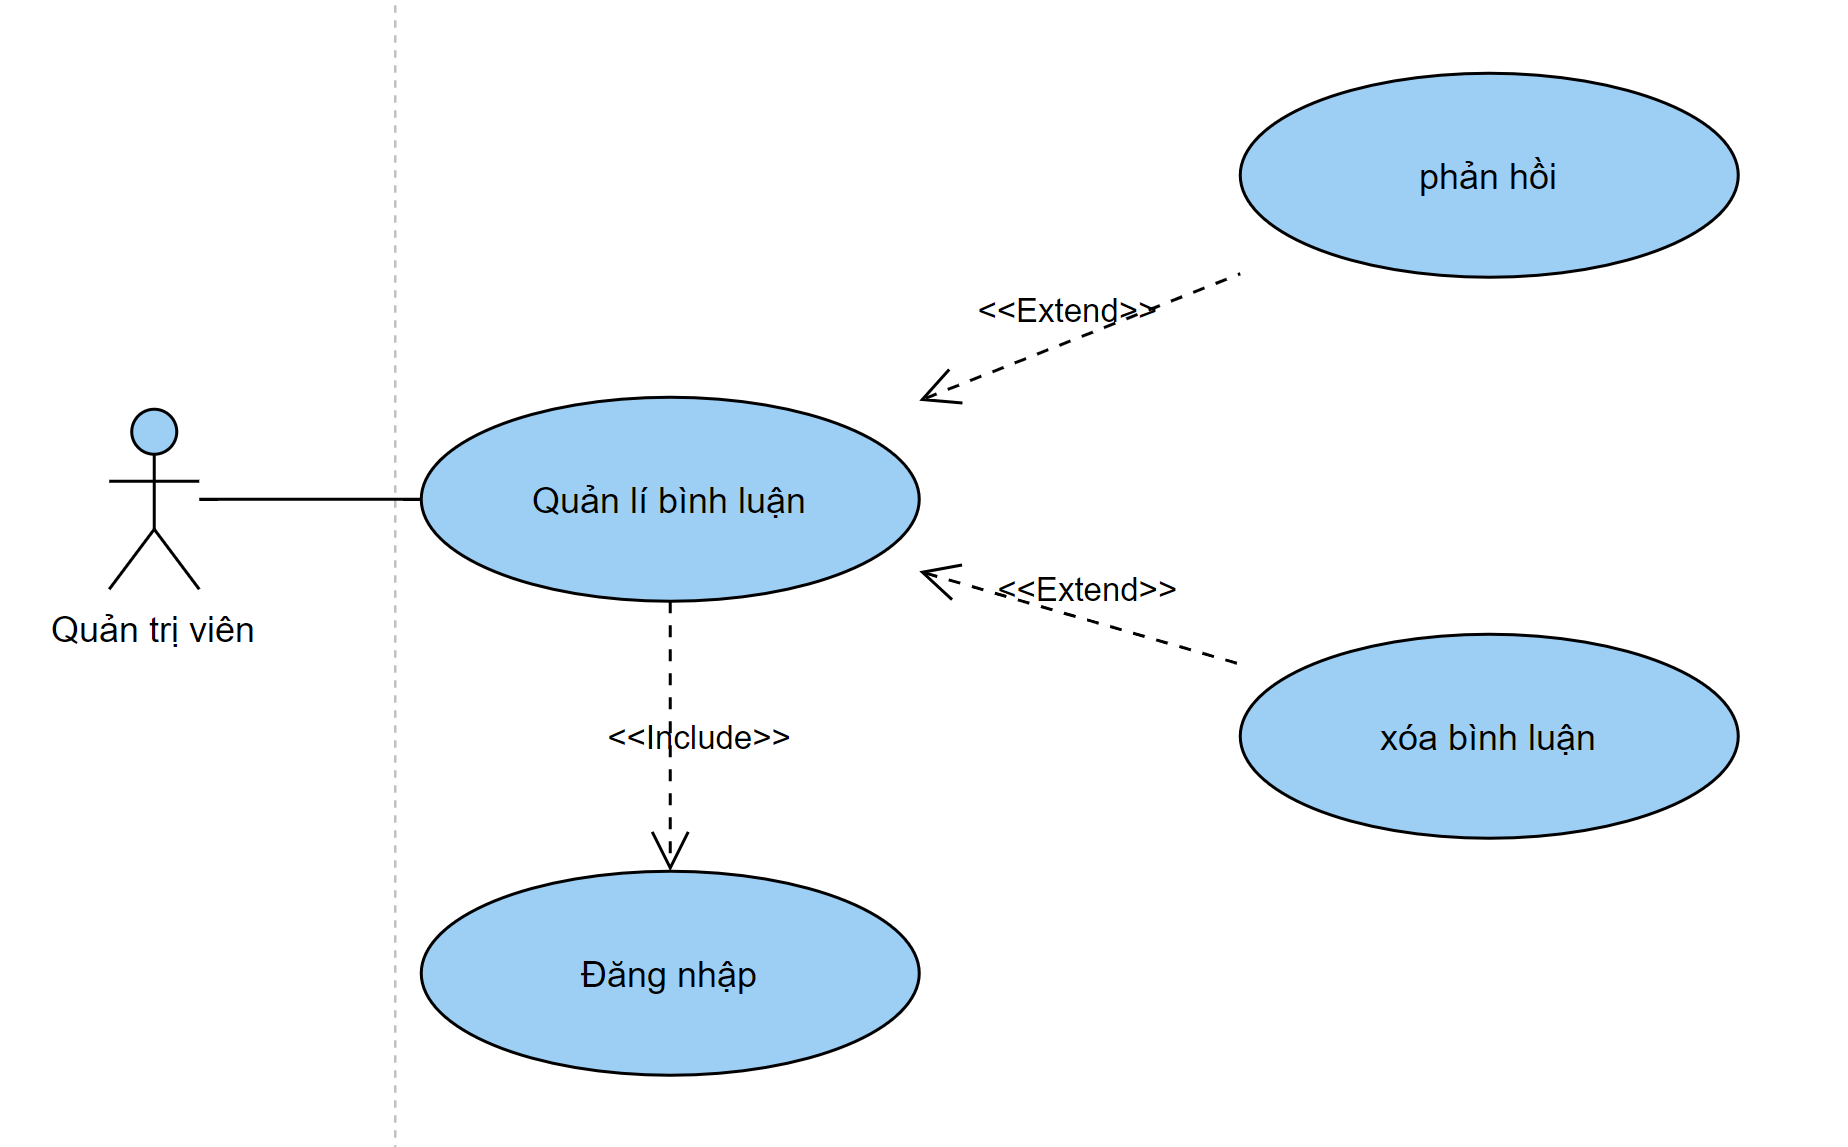 phản hồi
<<Extend>>
Quản lí bình luận
<<Extend>>
Quản trị viên
<<Include>>
xóa bình luận
Đăng nhập